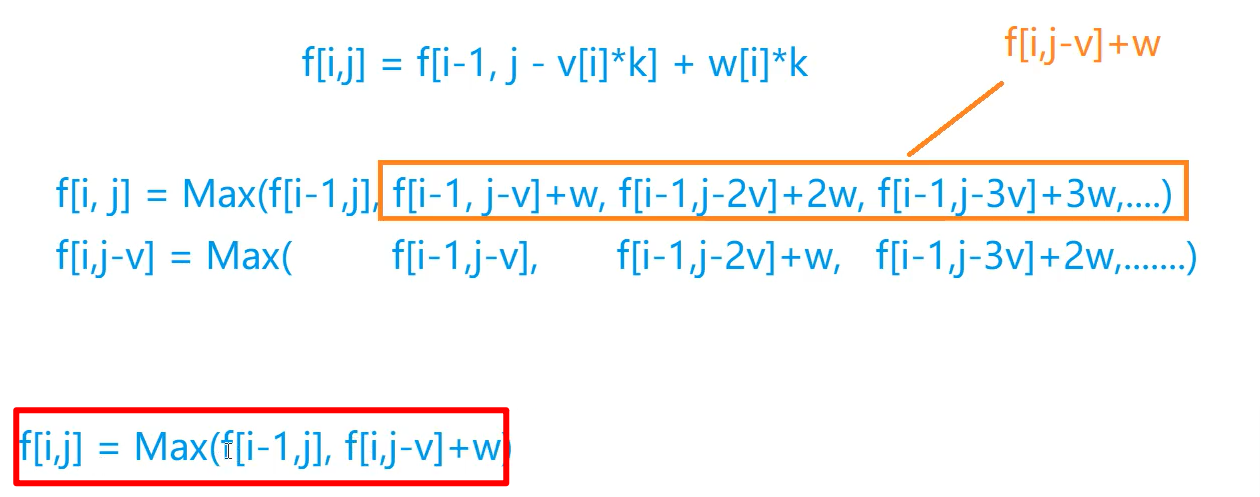 f[i,j-v]+w
f[i,j] = f[i-1, j - v[i]*k] + w[i]*k
f[i, j] = Max(f[i-1,j], f[i-1, j-v]+w, f[i-1,j-2v]+2w, f[i-1,j-3v]+3w,....)
f[i,j-v] = Max( f[i-1,j-v], f[i-1,j-2v]+w, f[i-1,j-3v]+2w,.......)
f[i,j] = Max(f[i-1,j], f[i,j-v]+w)